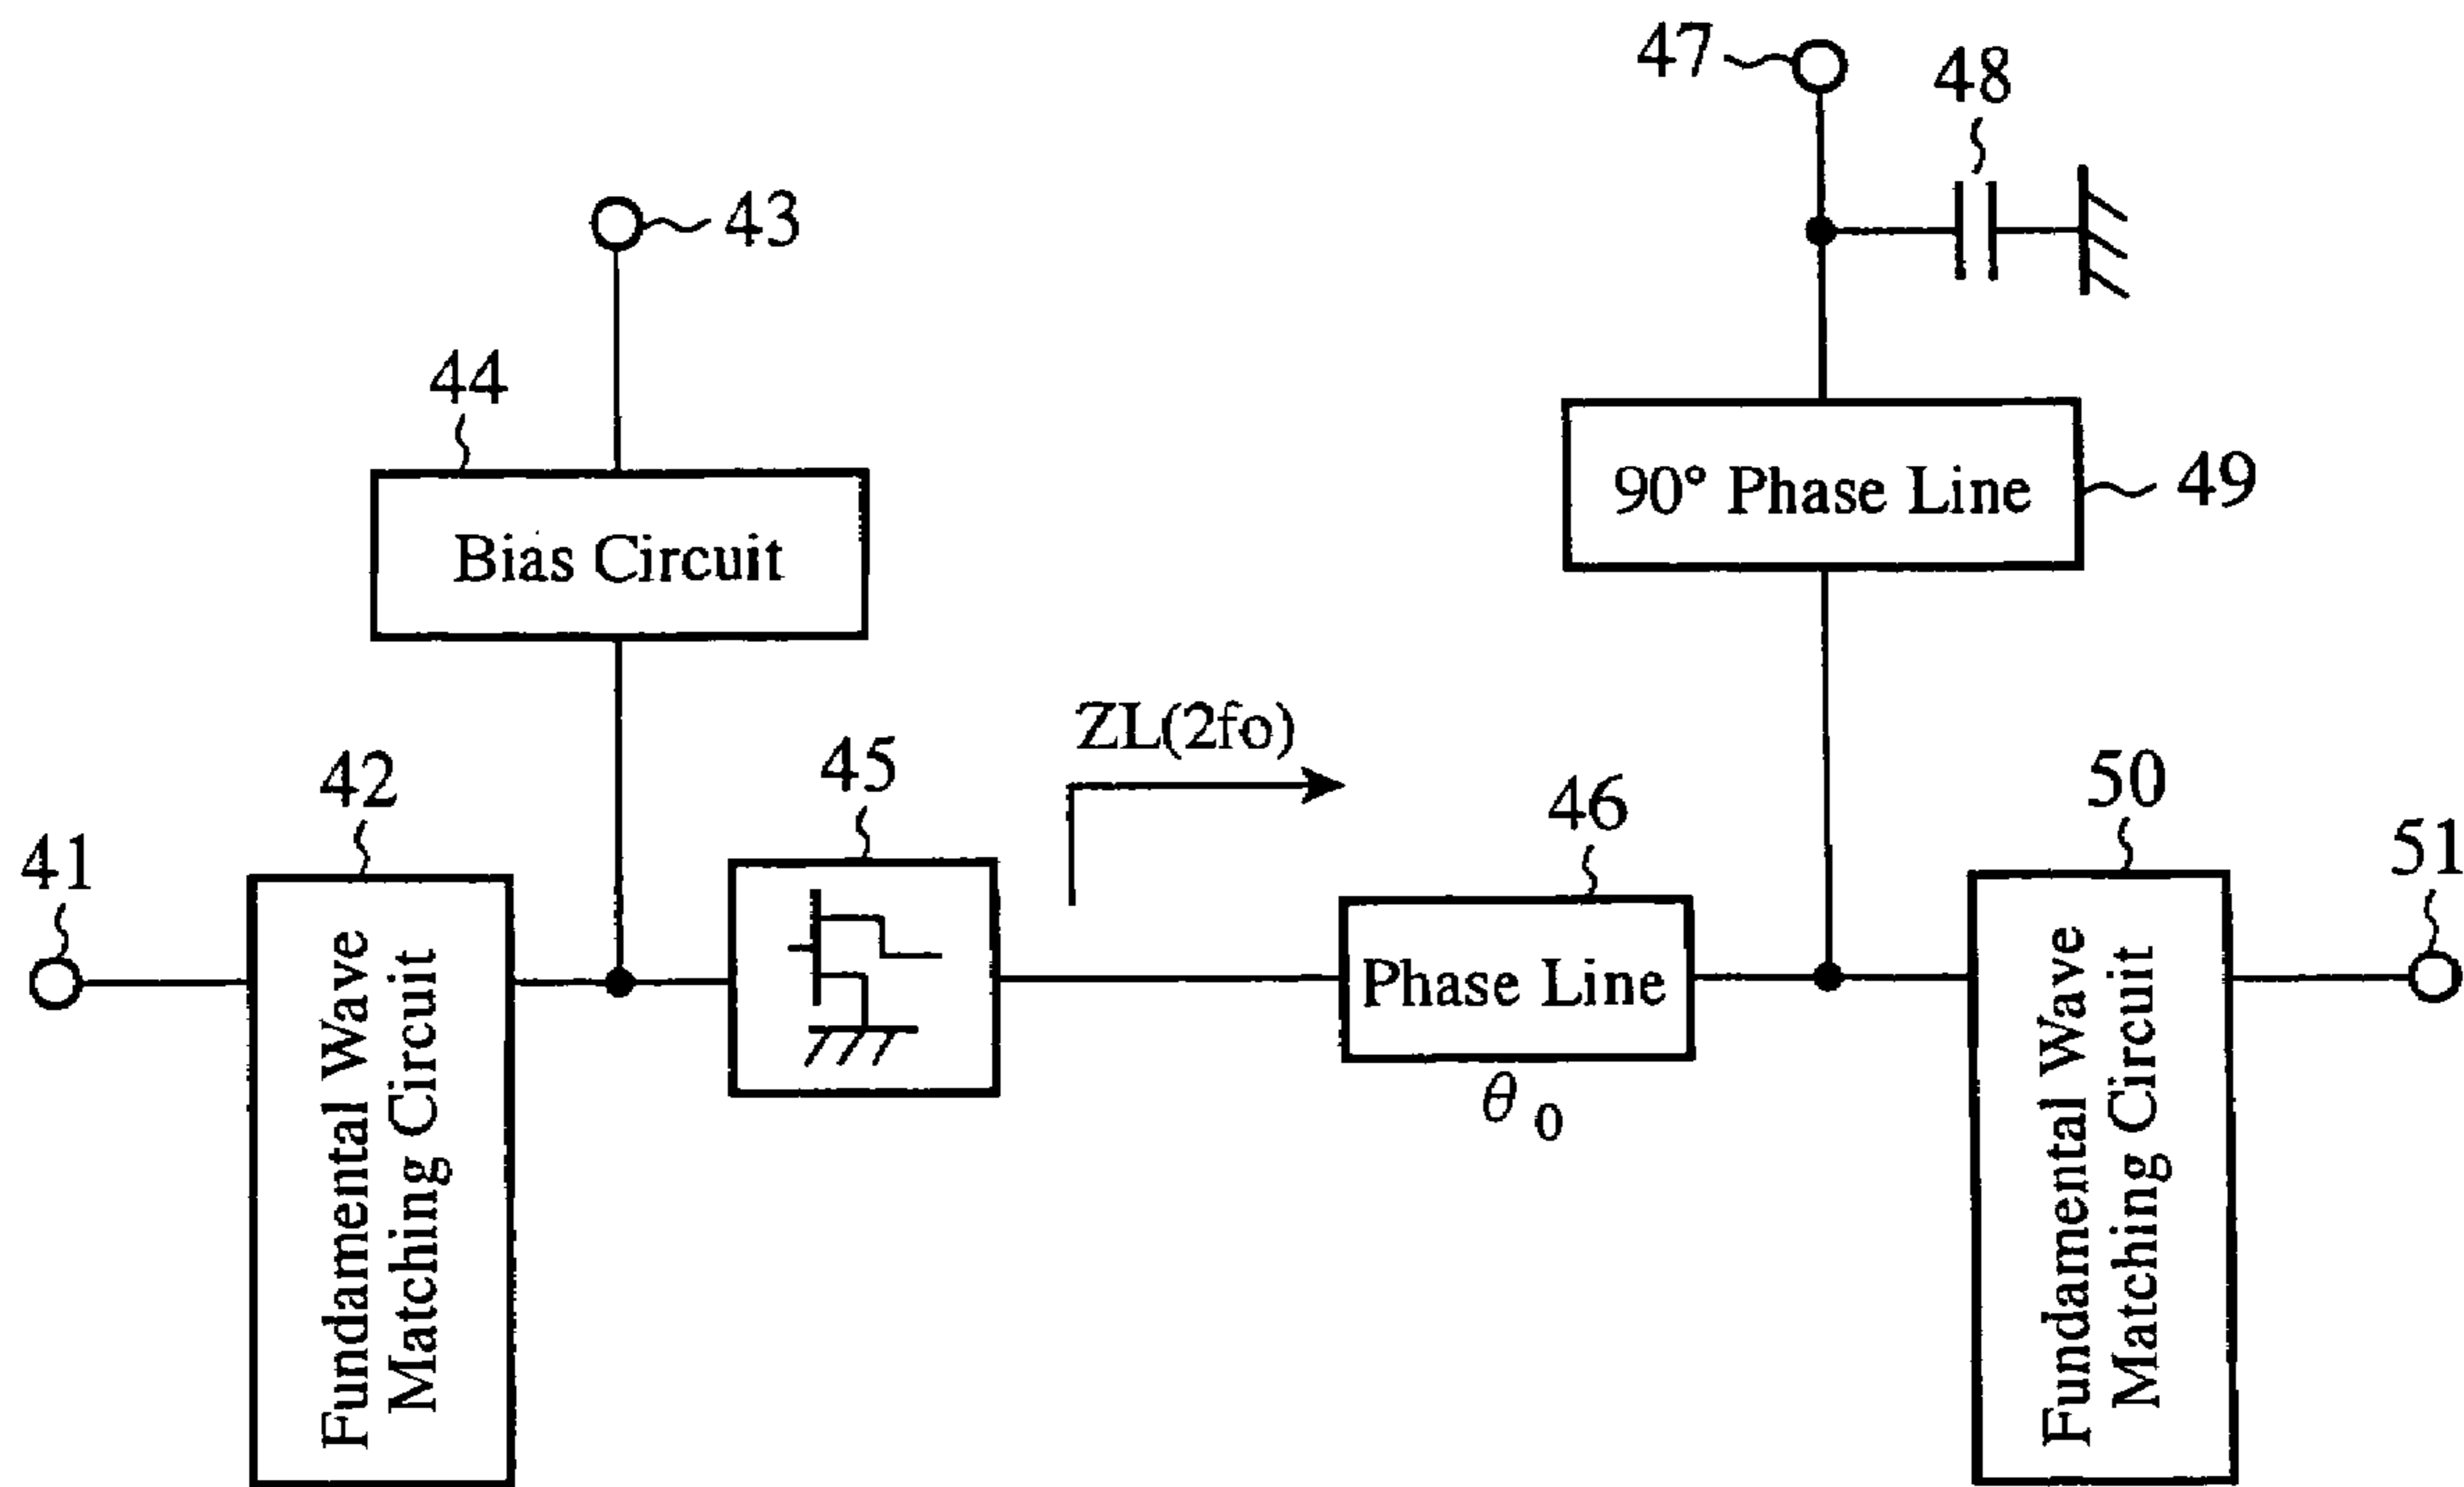 47
48
43
44
Bias Circuit
90° Phase Line
49
ZL(2fo)
42
45
46
50
41
51
Fundamental Wave
Matching Circuit
Phase Line
θ0
Fundamental Wave
Matching Circuit